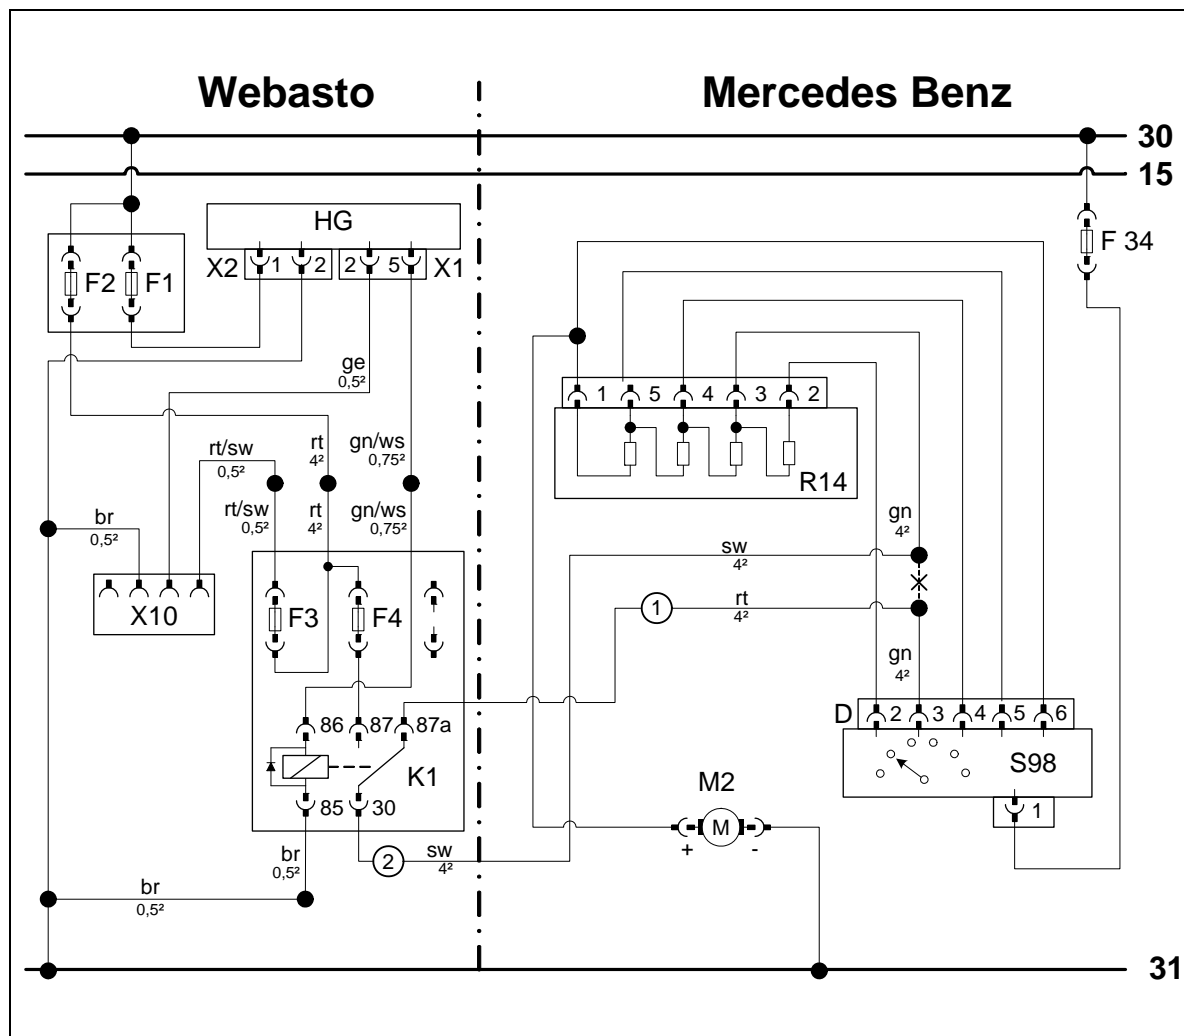 Webasto Mercedes Benz
30
15
HG
F 34
F2 F1 X2 1 2 2 5 X1
ge
0,5²
1 5 4 3 2
rt/sw
0,5²
rt
4²
gn/ws
0,75²
R14
rt/sw
0,5²
rt
4²
gn/ws
0,75²
br
0,5²
gn
4²
sw
4²
X10
F3 F4
1
rt
4²
gn
4²
D 2 3 4 5 6
86 87 87a
K1
S98
M2
85 30
M
+ -
1
br
0,5²
2
sw
4²
br
0,5²
31